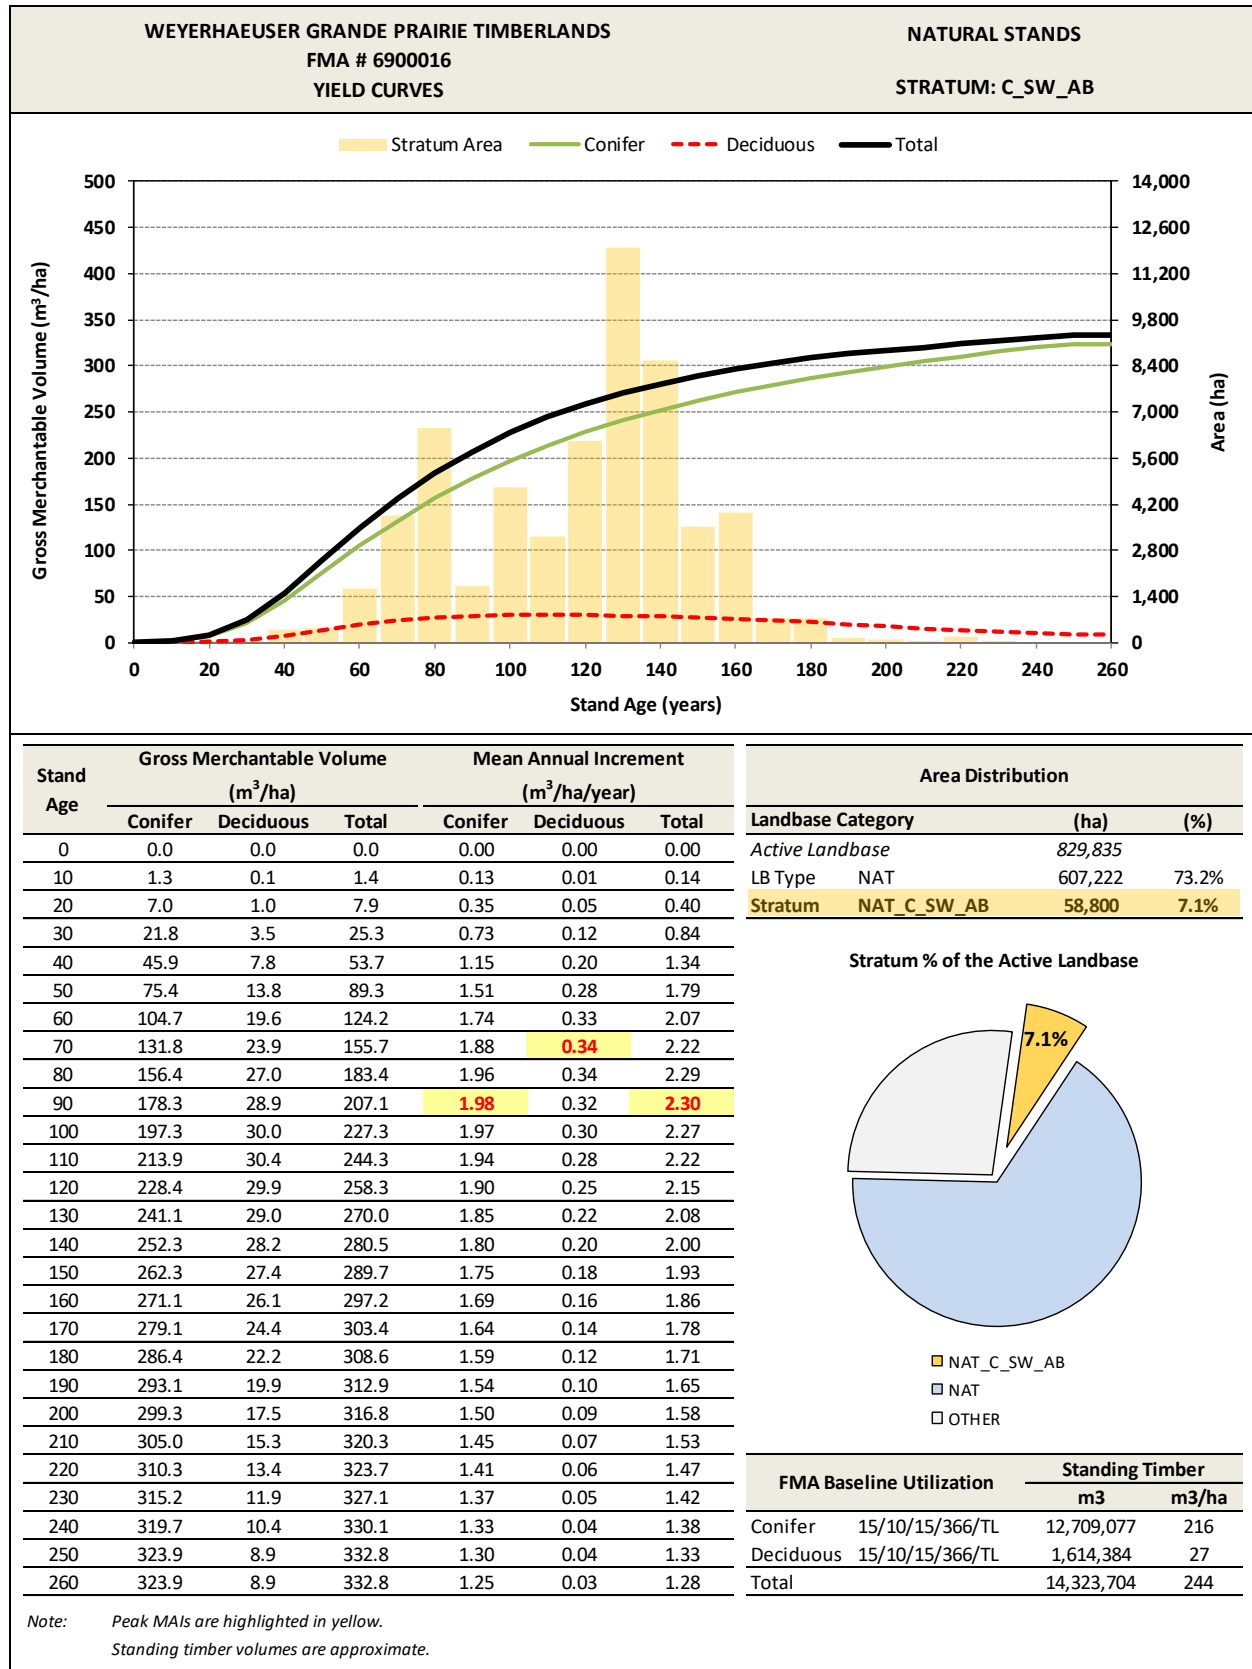 WEYERHAEUSER GRANDE PRAIRIE TIMBERLANDS
FMA # 6900016
YIELD CURVES
NATURAL STANDS
STRATUM: C_SW_AB
Stratum Area Conifer Deciduous Total
Gross Merchantable Volume (m³/ha)
500
450
400
350
300
250
200
150
100
50
0
14,000
12,600
11,200
9,800
8,400
7,000
5,600
4,200
2,800
1,400
0
Area (ha)
0 20 40 60 80 100 120 140 160 180 200 220 240 260
Stand Age (years)
Stand Age Gross Merchantable Volume (m³/ha) Mean Annual Increment (m³/ha/year)
Conifer Deciduous Total Conifer Deciduous Total
0 0.0 0.0 0.0 0.00 0.00 0.00
10 1.3 0.1 1.4 0.13 0.01 0.14
20 7.0 1.0 7.9 0.35 0.05 0.40
30 21.8 3.5 25.3 0.73 0.12 0.84
40 45.9 7.8 53.7 1.15 0.20 1.34
50 75.4 13.8 89.3 1.51 0.28 1.79
60 104.7 19.6 124.2 1.74 0.33 2.07
70 131.8 23.9 155.7 1.88 0.34 2.22
80 156.4 27.0 183.4 1.96 0.34 2.29
90 178.3 28.9 207.1 1.98 0.32 2.30
100 197.3 30.0 227.3 1.97 0.30 2.27
110 213.9 30.4 244.3 1.94 0.28 2.22
120 228.4 29.9 258.3 1.90 0.25 2.15
130 241.1 29.0 270.0 1.85 0.22 2.08
140 252.3 28.2 280.5 1.80 0.20 2.00
150 262.3 27.4 289.7 1.75 0.18 1.93
160 271.1 26.1 297.2 1.69 0.16 1.86
170 279.1 24.4 303.4 1.64 0.14 1.78
180 286.4 22.2 308.6 1.59 0.12 1.71
190 293.1 19.9 312.9 1.54 0.10 1.65
200 299.3 17.5 316.8 1.50 0.09 1.58
210 305.0 15.3 320.3 1.45 0.07 1.53
220 310.3 13.4 323.7 1.41 0.06 1.47
230 315.2 11.9 327.1 1.37 0.05 1.42
240 319.7 10.4 330.1 1.33 0.04 1.38
250 323.9 8.9 332.8 1.30 0.04 1.33
260 323.9 8.9 332.8 1.25 0.03 1.28
Area Distribution
Landbase Category (ha) (%)
Active Landbase 829,835
LB Type NAT 607,222 73.2%
Stratum NAT_C_SW_AB 58,800 7.1%
Stratum % of the Active Landbase
7.1%
NAT_C_SW_AB
NAT
OTHER
FMA Baseline Utilization Standing Timber
m3 m3/ha
Conifer 15/10/15/366/TL 12,709,077 216
Deciduous 15/10/15/366/TL 1,614,384 27
Total 14,323,704 244
Note: Peak MAIs are highlighted in yellow.
Standing timber volumes are approximate.